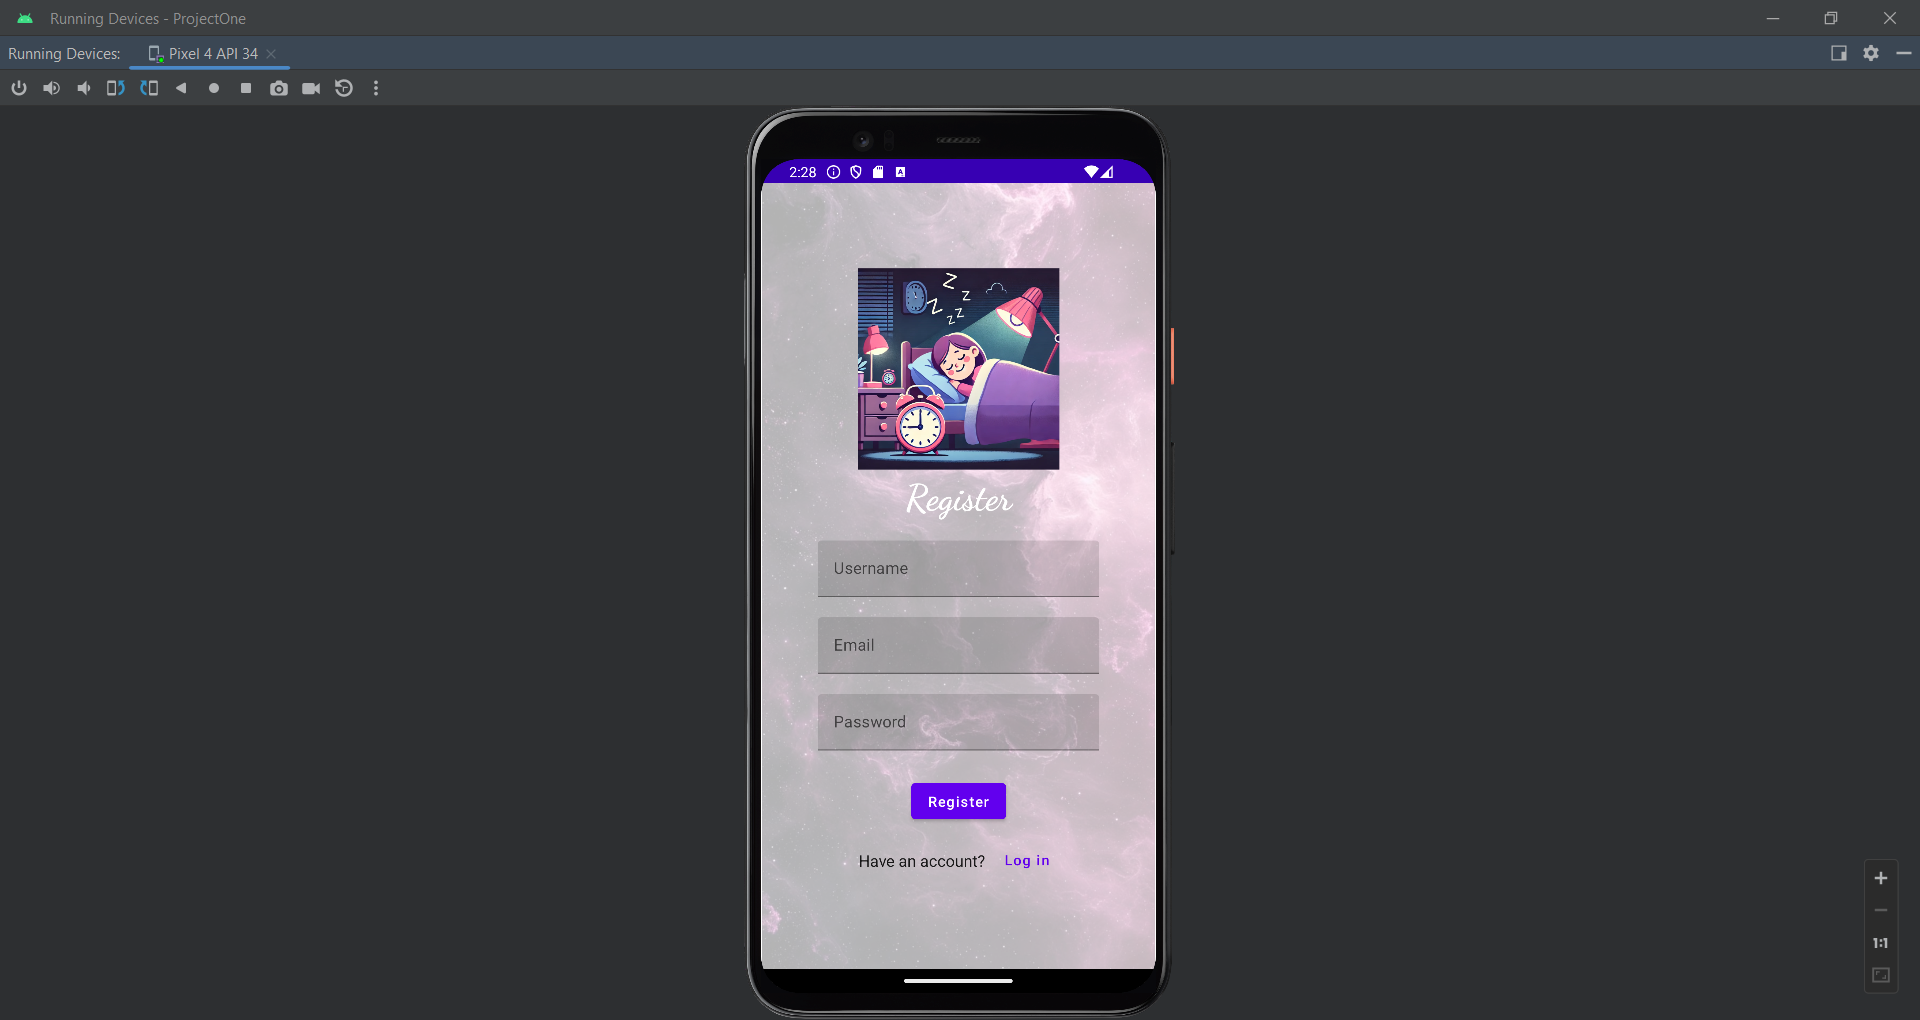 Running Devices - ProjectOne
Running Devices:
Pixel 4 API 34
2:28
A
Z
Z
Z
Z
Z
Register
Username
Email
Password
Register
Have an account? Log in
1:1